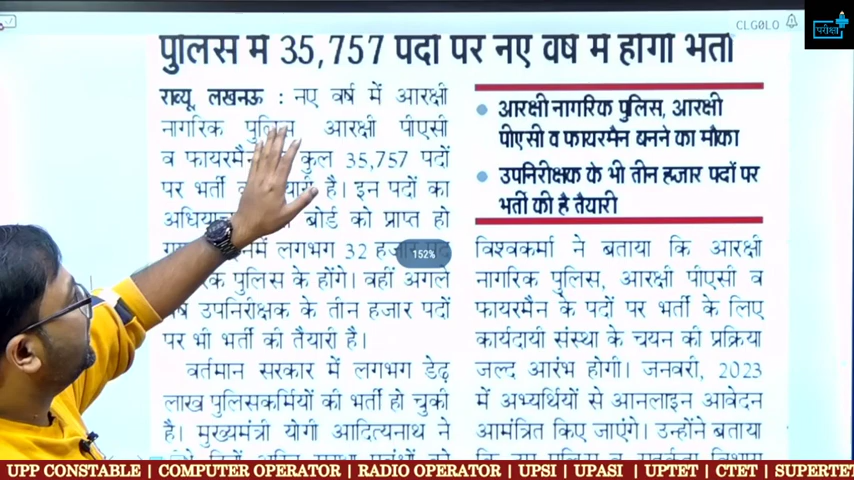 CLG0LO
परीक्षा
पुलिस में 35,757 पदों पर नए वर्ष में होगी भर्ती
राब्यू, लखनऊ : नए वर्ष में आरक्षी
नागरिक पुलिस आरक्षी पीएसी
व फायरमैन कुल 35,757 पदों
पर भर्ती है। इन पदों का
बोर्ड को प्राप्त हो
लगभग 32 हजार पद
पुलिस के होंगे। वहीं अगले
उपनिरीक्षक के तीन हजार पदों
पर भी भर्ती की तैयारी है।
वर्तमान सरकार में लगभग डेढ़
लाख पुलिसकर्मियों की भर्ती हो चुकी
है। मुख्यमंत्री योगी आदित्यनाथ ने
152%
आरक्षी नागरिक पुलिस, आरक्षी
पीएसी व फायरमैन बनने का मौका
उपनिरीक्षक के भी तीन हजार पदों पर
भर्ती की है तैयारी
विश्वकर्मा ने बताया कि आरक्षी
नागरिक पुलिस, आरक्षी पीएसी व
फायरमैन के पदों पर भर्ती के लिए
कार्यदायी संस्था के चयन की प्रक्रिया
जल्द आरंभ होगी। जनवरी, 2023
में अभ्यर्थियों से आनलाइन आवेदन
आमंत्रित किए जाएंगे। उन्होंने बताया
UPP CONSTABLE | COMPUTER OPERATOR | RADIO OPERATOR | UPSI | UPASI | UPTET | CTET | SUPERTET